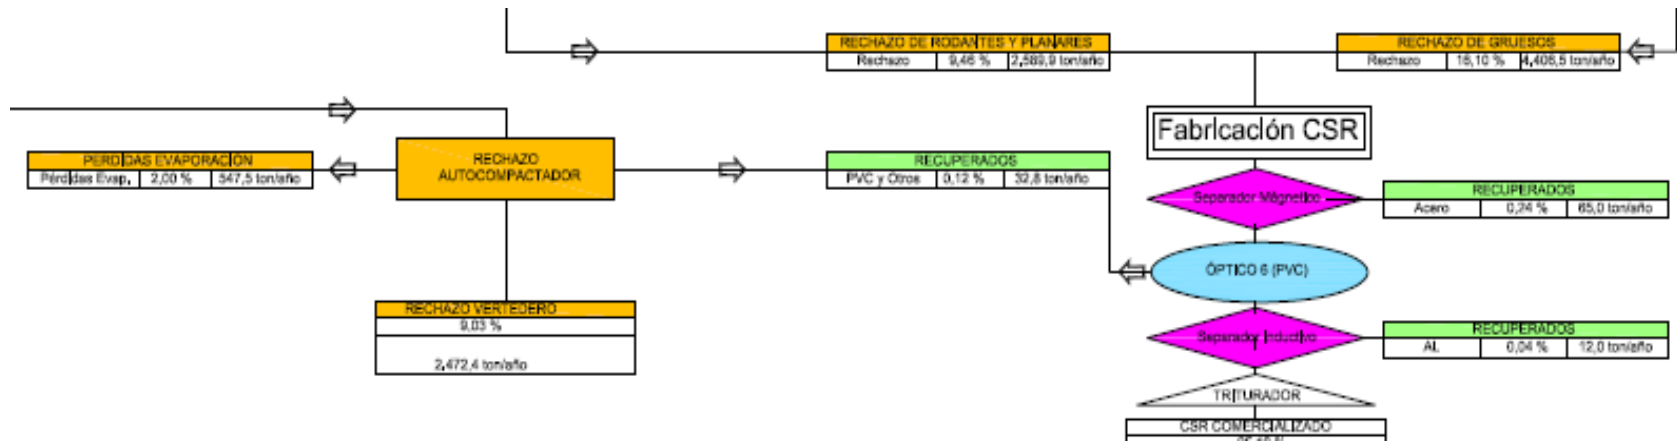 RECHAZO DE RODANTES Y PLANARES
Rechazo 9,46 % 2,589,9 ton/año
RECHAZO DE GRUESOS
Rechazo 16,10 % 4,406,5 ton/año
Fabricación CSR
PERDIDAS EVAPORACIÓN
Pérdidas Evap. 2,00 % 547,5 ton/año
RECHAZO
AUTOCOMPACTADOR
RECUPERADOS
PVC y Otros 0,12 % 32,8 ton/año
Separador Mágnetico
RECUPERADOS
Acero 0,24 % 65,0 ton/año
ÓPTICO 6 (PVC)
RECHAZO VERTEDERO
9,03 %
2,472,4 ton/año
Separador Inductivo
RECUPERADOS
AL 0,04 % 12,0 ton/año
TRITURADOR
CSR COMERCIALIZADO